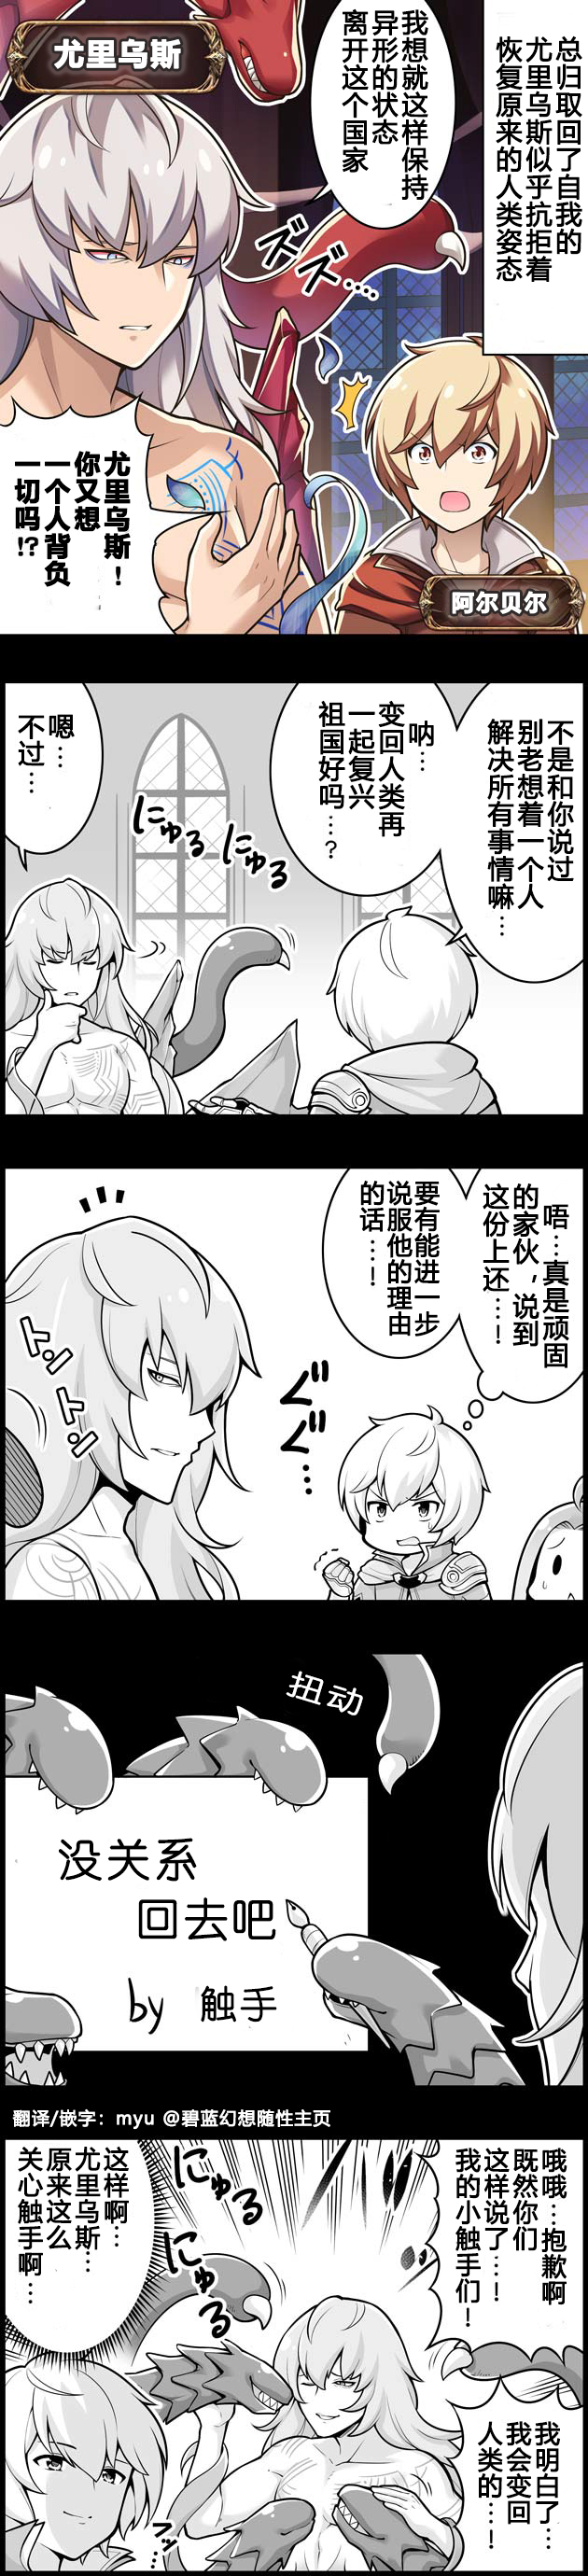 总归取回了自我的
尤里乌斯似乎抗拒着
恢复原来的人类姿态
我想就这样保持
异形的状态
离开这个国家
尤里乌斯
ズズ…
尤里乌斯！
你又想
一个人背负
一切吗!?
阿尔贝尔
不是和你说过
别老想着一个人
解决所有事情嘛…
呐…
变回人类再
一起复兴
祖国好吗…?
にゅる
にゅる
嗯…
不过…
唔…真是顽固
的家伙，说到
这份上还…!
要有能进一步
说服他的理由
的话…!
ぐぐ…
トントン
扭动
没关系
回去吧
by 触手
翻译/嵌字：myu @碧蓝幻想随性主页
哦哦…抱歉啊
既然你们
这样说了…!
我的小触手们!
にゅる
にゅる
这样啊…
尤里乌斯…
原来这么
关心触手啊…
我明白了…
我会变回
人类的…!